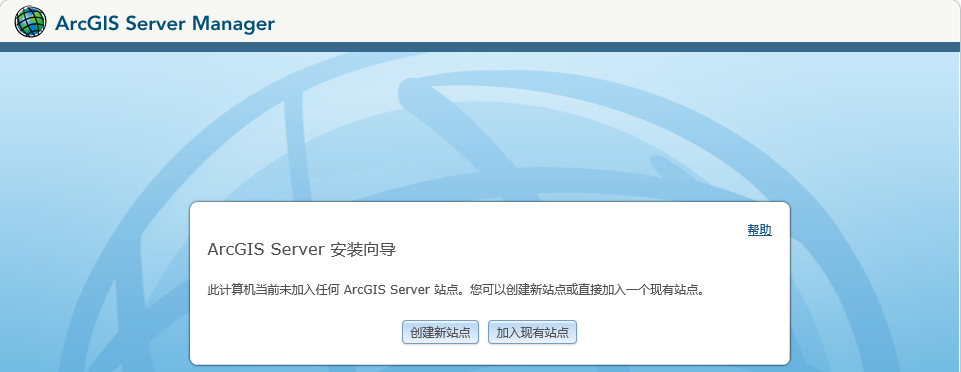 ArcGIS Server Manager
帮助
ArcGIS Server 安装向导
此计算机当前未加入任何 ArcGIS Server 站点。您可以创建新站点或直接加入一个现有站点。
创建新站点 加入现有站点